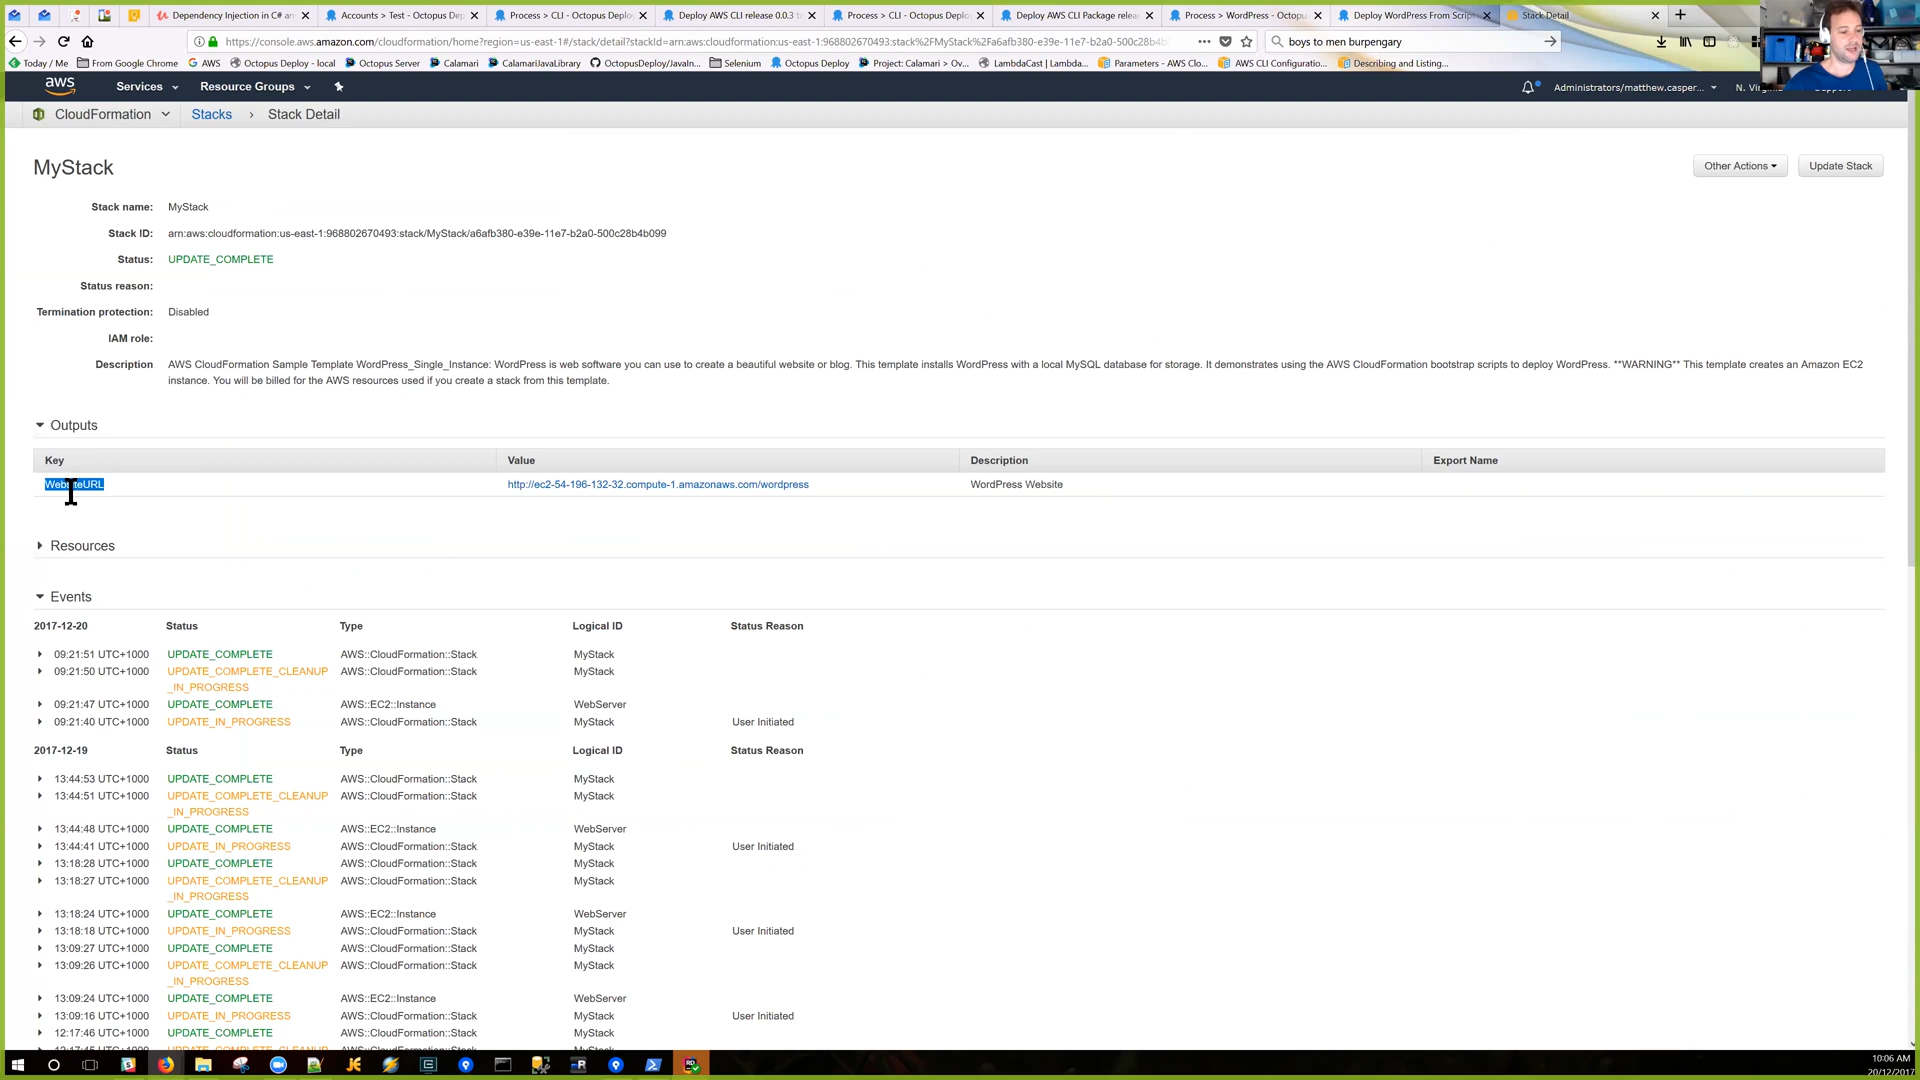 Dependency Injection in C# an
Accounts > Test - Octopus De
Process > CLI - Octopus Deplo
Deploy AWS CLI release 0.0.3
Process > CLI - Octopus Deplo
Deploy AWS CLI Package relea
Process > WordPress - Octopu
Deploy WordPress From Script
Stack Detail
https://console.aws.amazon.com/cloudformation/home?region=us-east-1#/stack/detail?stackId=arn:aws:cloudformation:us-east-1:968802670493:stack%2FMyStack%2Fa6afb380-e39e-11e7-b2a0-500c28b4b
boys to men burpengary
Today / Me
From Google Chrome
AWS
Octopus Deploy - local
Octopus Server
Calamari
CalamariJavaLibrary
OctopusDeploy/JavaIn...
Selenium
Octopus Deploy
Project: Calamari > Ov...
LambdaCast | Lambda...
Parameters - AWS Clo...
AWS CLI Configuratio...
Describing and Listing...
aws
Services
Resource Groups
Administrators/matthew.casper...
N. Vi
CloudFormation
Stacks > Stack Detail
MyStack
Other Actions
Update Stack
Stack name: MyStack
Stack ID: arn:aws:cloudformation:us-east-1:968802670493:stack/MyStack/a6afb380-e39e-11e7-b2a0-500c28b4b099
Status: UPDATE_COMPLETE
Status reason:
Termination protection: Disabled
IAM role:
Description AWS CloudFormation Sample Template WordPress_Single_Instance: WordPress is web software you can use to create a beautiful website or blog. This template installs WordPress with a local MySQL database for storage. It demonstrates using the AWS CloudFormation bootstrap scripts to deploy WordPress. **WARNING** This template creates an Amazon EC2
instance. You will be billed for the AWS resources used if you create a stack from this template.
Outputs
Key Value Description Export Name
WebsiteURL http://ec2-54-196-132-32.compute-1.amazonaws.com/wordpress WordPress Website
Resources
Events
2017-12-20 Status Type Logical ID Status Reason
09:21:51 UTC+1000 UPDATE_COMPLETE AWS::CloudFormation::Stack MyStack
09:21:50 UTC+1000 UPDATE_COMPLETE_CLEANUP AWS::CloudFormation::Stack MyStack
_IN_PROGRESS
09:21:47 UTC+1000 UPDATE_COMPLETE AWS::EC2::Instance WebServer
09:21:40 UTC+1000 UPDATE_IN_PROGRESS AWS::CloudFormation::Stack MyStack User Initiated
2017-12-19 Status Type Logical ID Status Reason
13:44:53 UTC+1000 UPDATE_COMPLETE AWS::CloudFormation::Stack MyStack
13:44:51 UTC+1000 UPDATE_COMPLETE_CLEANUP AWS::CloudFormation::Stack MyStack
_IN_PROGRESS
13:44:48 UTC+1000 UPDATE_COMPLETE AWS::EC2::Instance WebServer
13:44:41 UTC+1000 UPDATE_IN_PROGRESS AWS::CloudFormation::Stack MyStack User Initiated
13:18:28 UTC+1000 UPDATE_COMPLETE AWS::CloudFormation::Stack MyStack
13:18:27 UTC+1000 UPDATE_COMPLETE_CLEANUP AWS::CloudFormation::Stack MyStack
_IN_PROGRESS
13:18:24 UTC+1000 UPDATE_COMPLETE AWS::EC2::Instance WebServer
13:18:18 UTC+1000 UPDATE_IN_PROGRESS AWS::CloudFormation::Stack MyStack User Initiated
13:09:27 UTC+1000 UPDATE_COMPLETE AWS::CloudFormation::Stack MyStack
13:09:26 UTC+1000 UPDATE_COMPLETE_CLEANUP AWS::CloudFormation::Stack MyStack
_IN_PROGRESS
13:09:24 UTC+1000 UPDATE_COMPLETE AWS::EC2::Instance WebServer
13:09:16 UTC+1000 UPDATE_IN_PROGRESS AWS::CloudFormation::Stack MyStack User Initiated
12:17:46 UTC+1000 UPDATE_COMPLETE AWS::CloudFormation::Stack MyStack
10:06 AM
20/12/2017